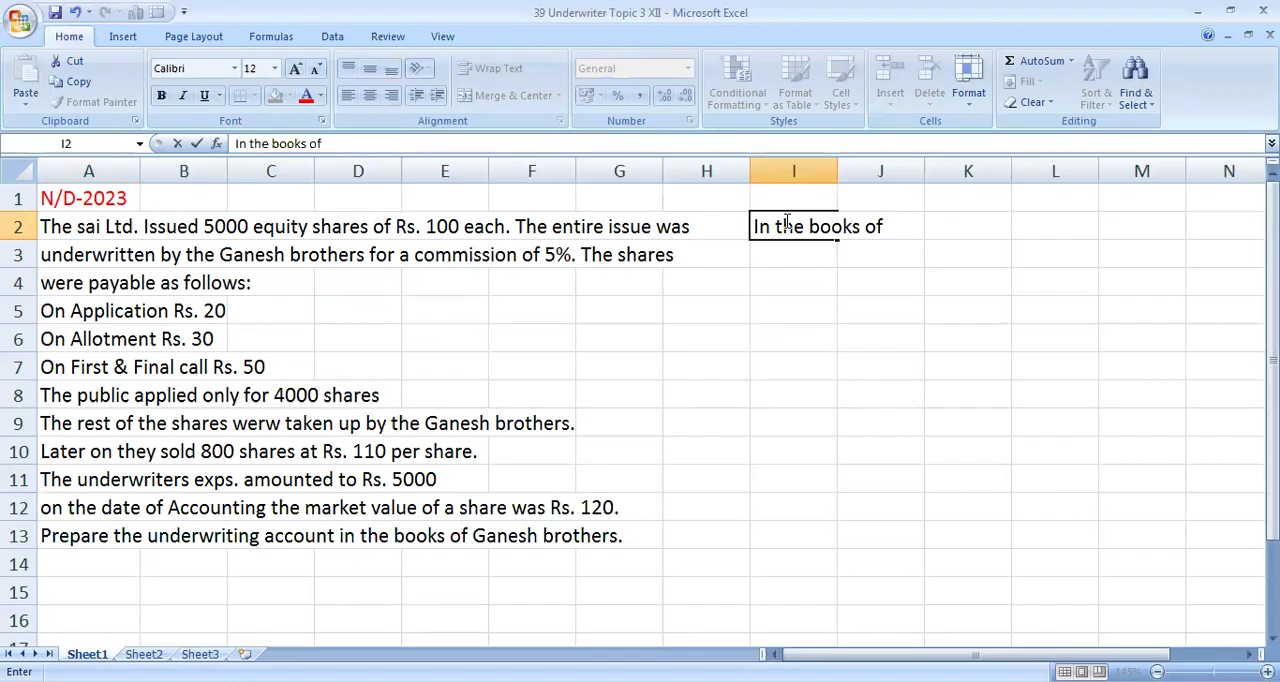 39 Underwriter Topic 3 XII - Microsoft Excel
Home Insert Page Layout Formulas Data Review View
Paste Cut Copy Format Painter Clipboard
Calibri 12 A A B I U A Font
Wrap Text Merge & Center Alignment
General % , Number
Conditional Formatting Format as Table Cell Styles Styles
Insert Delete Format Cells
Σ AutoSum Fill Clear Sort & Filter Find & Select Editing
I2 fx In the books of
A B C D E F G H I J K L M N
1 N/D-2023
2 The sai Ltd. Issued 5000 equity shares of Rs. 100 each. The entire issue was In the books of
3 underwritten by the Ganesh brothers for a commission of 5%. The shares
4 were payable as follows:
5 On Application Rs. 20
6 On Allotment Rs. 30
7 On First & Final call Rs. 50
8 The public applied only for 4000 shares
9 The rest of the shares werw taken up by the Ganesh brothers.
10 Later on they sold 800 shares at Rs. 110 per share.
11 The underwriters exps. amounted to Rs. 5000
12 on the date of Accounting the market value of a share was Rs. 120.
13 Prepare the underwriting account in the books of Ganesh brothers.
14
15
16
17
Sheet1 Sheet2 Sheet3
Enter 145%